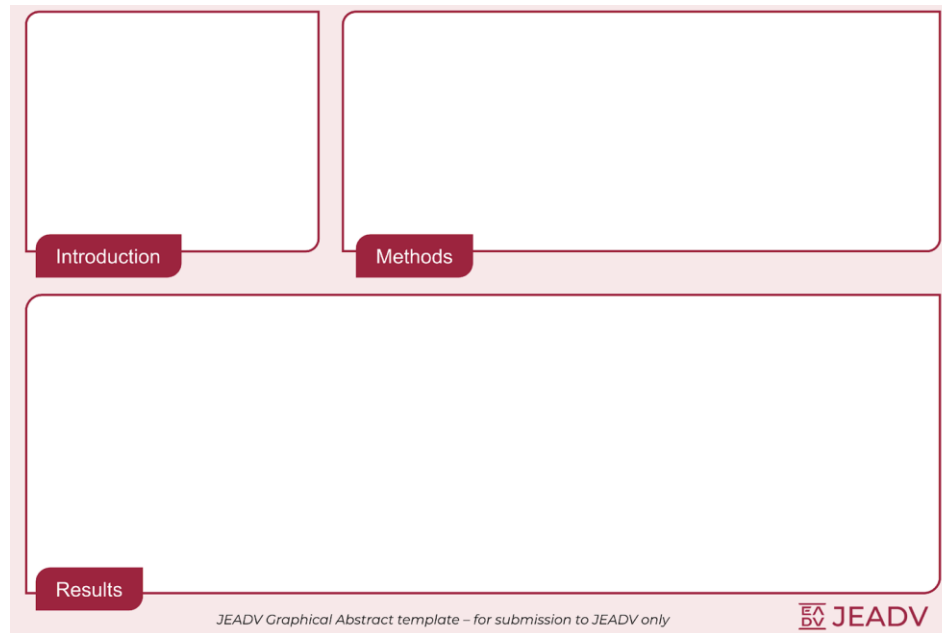 Introduction
Methods
Results
JEADV Graphical Abstract template – for submission to JEADV only
EA
DV
JEADV